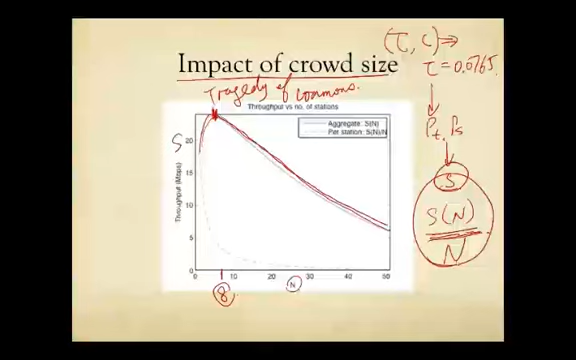 (τ, c) ⇒
Impact of crowd size
τ = 0.0765.
Tragedy of commons.
Throughput vs no. of stations
Aggregate: S(N)
Per station: S(N)/N
Pt, Ps
S
Throughput (Mbps)
20
15
10
5
0
0 10 20 30 40 50
N
8
S
S(N)
N